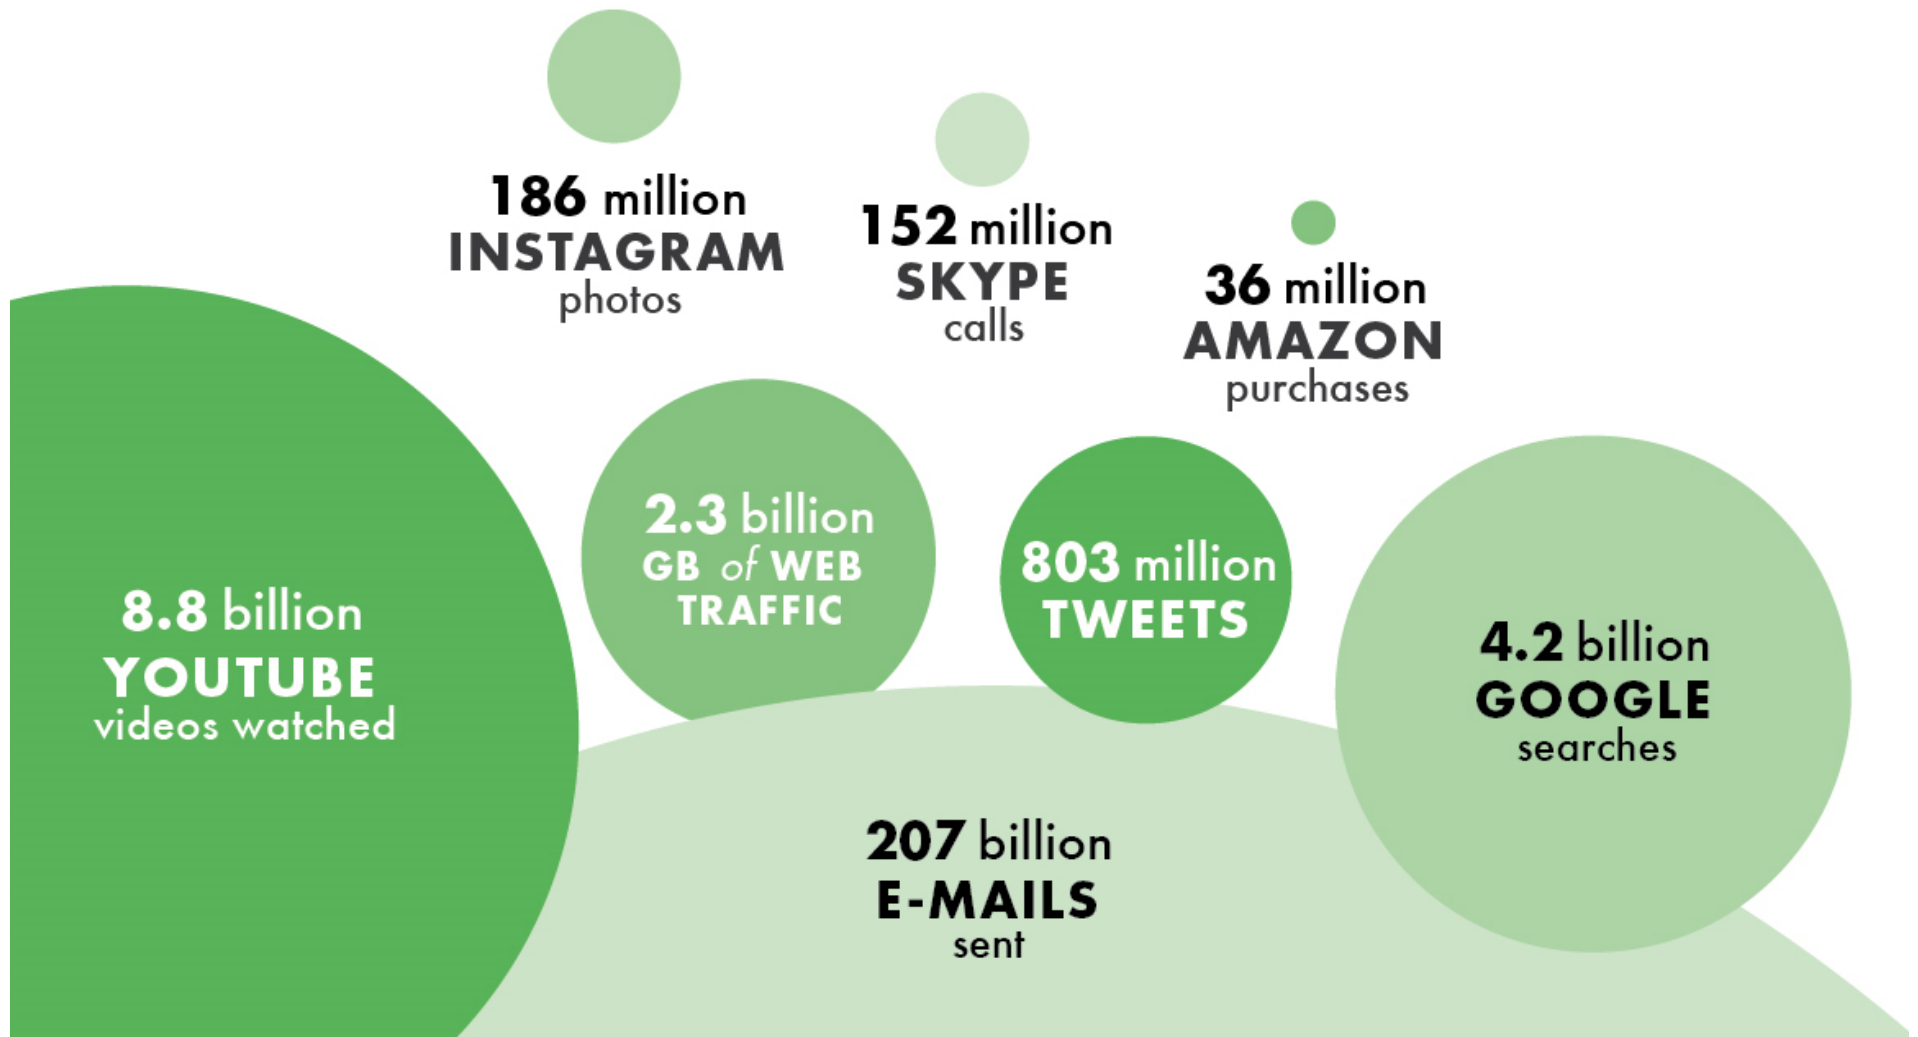 186 million
INSTAGRAM
photos
152 million
SKYPE
calls
36 million
AMAZON
purchases
8.8 billion
YOUTUBE
videos watched
2.3 billion
GB of WEB
TRAFFIC
803 million
TWEETS
4.2 billion
GOOGLE
searches
207 billion
E-MAILS
sent